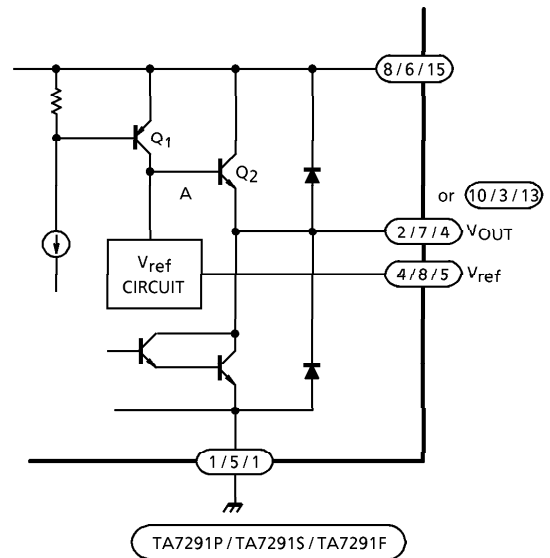 8 / 6 / 15
Q1
Q2
A
or 10 / 3 / 13
2 / 7 / 4 VOUT
Vref
CIRCUIT
4 / 8 / 5 Vref
1 / 5 / 1
TA7291P / TA7291S / TA7291F